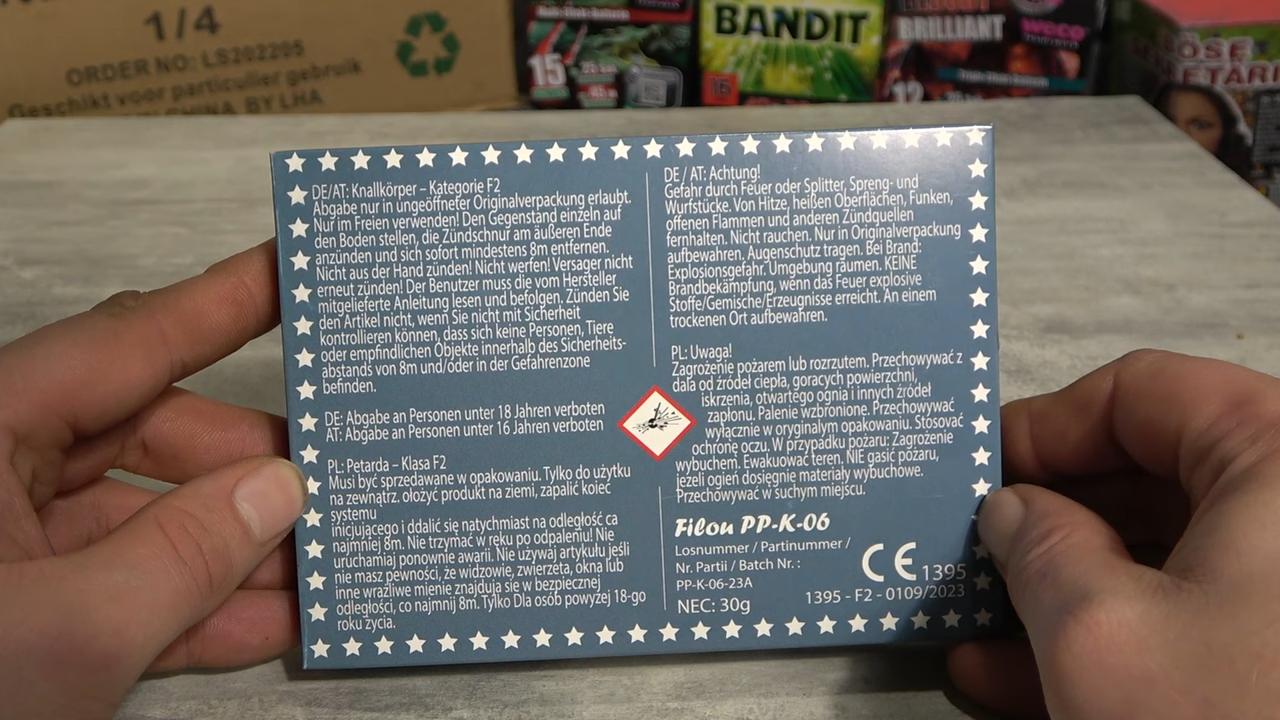 1/4
ORDER NO: LS202205
Geschikt voor particulier gebruik
CHINA BY LHA
15
BANDIT
16
BRILLIANT
WECO
12
DE/AT: Knallkörper – Kategorie F2
Abgabe nur in ungeöffneter Originalverpackung erlaubt.
Nur im Freien verwenden! Den Gegenstand einzeln auf
den Boden stellen, die Zündschnur am äußeren Ende
anzünden und sich sofort mindestens 8m entfernen.
Nicht aus der Hand zünden! Nicht werfen! Versager nicht
erneut zünden! Der Benutzer muss die vom Hersteller
mitgelieferte Anleitung lesen und befolgen. Zünden Sie
den Artikel nicht, wenn Sie nicht mit Sicherheit
kontrollieren können, dass sich keine Personen, Tiere
oder empfindlichen Objekte innerhalb des Sicherheits-
abstands von 8m und/oder in der Gefahrenzone
befinden.
DE: Abgabe an Personen unter 18 Jahren verboten
AT: Abgabe an Personen unter 16 Jahren verboten
PL: Petarda – Klasa F2
Musi być sprzedawane w opakowaniu. Tylko do użytku
na zewnątrz. ołożyć produkt na ziemi, zapalić koiec
systemu
inicjującego i ddalić się natychmiast na odległość ca
najmniej 8m. Nie trzymać w ręku po odpaleniu! Nie
uruchamiaj ponownie awarii. Nie używaj artykułu jeśli
nie masz pewności, że widzowie, zwierzęta, okna lub
inne wrażliwe mienie znajdują się w bezpiecznej
odległości, co najmnij 8m. Tylko Dla osób powyżej 18-go
roku życia.
DE / AT: Achtung!
Gefahr durch Feuer oder Splitter, Spreng- und
Wurfstücke. Von Hitze, heißen Oberflächen, Funken,
offenen Flammen und anderen Zündquellen
fernhalten. Nicht rauchen. Nur in Originalverpackung
aufbewahren. Augenschutz tragen. Bei Brand:
Explosionsgefahr. Umgebung räumen. KEINE
Brandbekämpfung, wenn das Feuer explosive
Stoffe/Gemische/Erzeugnisse erreicht. An einem
trockenen Ort aufbewahren.
PL: Uwaga!
Zagrożenie pożarem lub rozrzutem. Przechowywać z
dala od źródeł ciepła, goracych powierzchni,
iskrzenia, otwartego ognia i innych źródeł
zapłonu. Palenie wzbronione. Przechowywać
wyłącznie w oryginalym opakowaniu. Stosować
ochronę oczu. W przypadku pożaru: Zagrożenie
wybuchem. Ewakuować teren. NIE gasić pożaru,
jeżeli ogień dosięgnie materiały wybuchowe.
Przechowywać w suchym miejscu.
Filou PP-K-06
Losnummer / Partinummer /
Nr. Partii / Batch Nr.:
PP-K-06-23A
NEC: 30g
CE 1395
1395 - F2 - 0109/2023